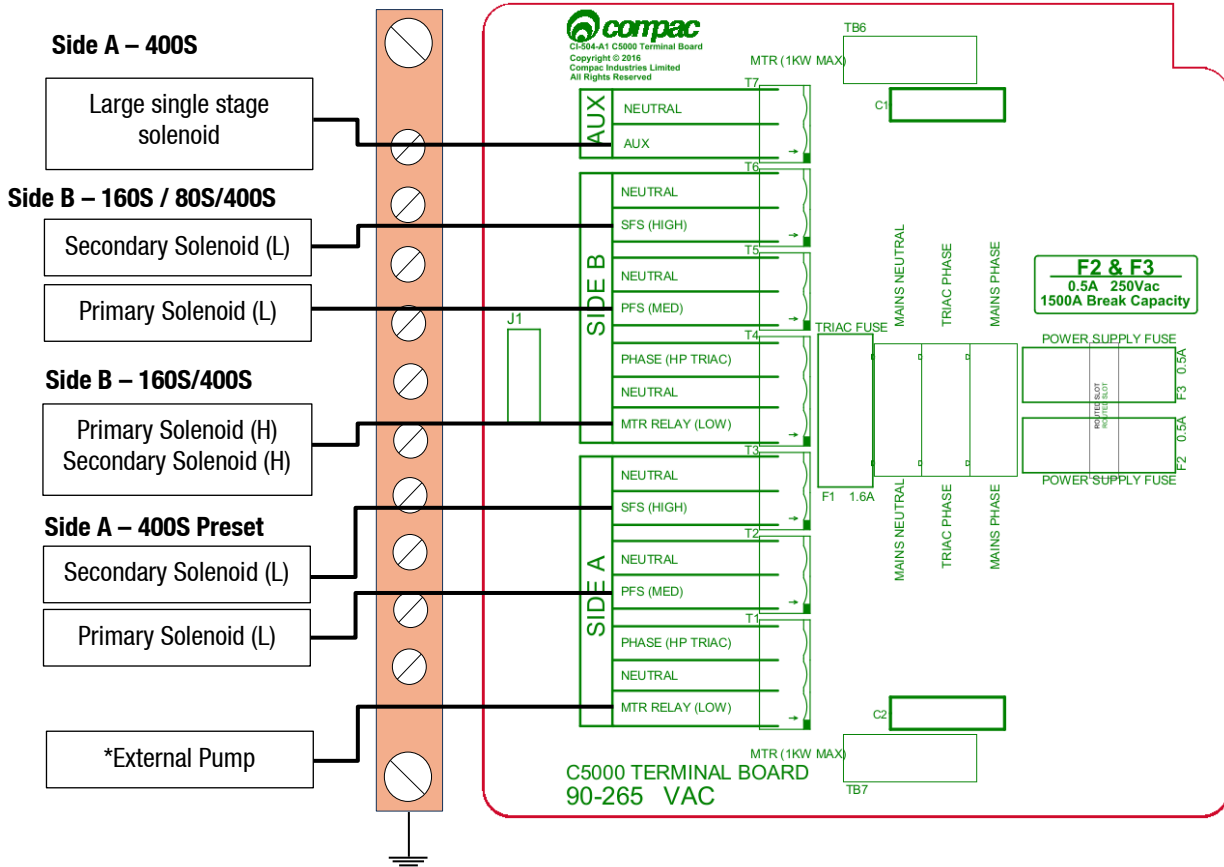 Side A – 400S
Large single stage
solenoid
Side B – 160S / 80S/400S
Secondary Solenoid (L)
Primary Solenoid (L)
Side B – 160S/400S
Primary Solenoid (H)
Secondary Solenoid (H)
Side A – 400S Preset
Secondary Solenoid (L)
Primary Solenoid (L)
*External Pump
compac
CI-504-A1 C5000 Terminal Board
Copyright © 2016
Compac Industries Limited
All Rights Reserved
MTR (1KW MAX)
TB6
C1
T7
AUX
NEUTRAL
AUX
T6
SIDE B
NEUTRAL
SFS (HIGH)
T5
NEUTRAL
PFS (MED)
T4
PHASE (HP TRIAC)
NEUTRAL
MTR RELAY (LOW)
J1
T3
SIDE A
NEUTRAL
SFS (HIGH)
T2
NEUTRAL
PFS (MED)
T1
PHASE (HP TRIAC)
NEUTRAL
MTR RELAY (LOW)
TRIAC FUSE
F1 1.6A
MAINS NEUTRAL
TRIAC PHASE
MAINS PHASE
MAINS NEUTRAL
TRIAC PHASE
MAINS PHASE
F2 & F3
0.5A 250Vac
1500A Break Capacity
POWER SUPPLY FUSE
F3 0.5A
ROUTED SLOT
ROUTED SLOT
F2 0.5A
POWER SUPPLY FUSE
C2
MTR (1KW MAX)
TB7
C5000 TERMINAL BOARD
90-265 VAC